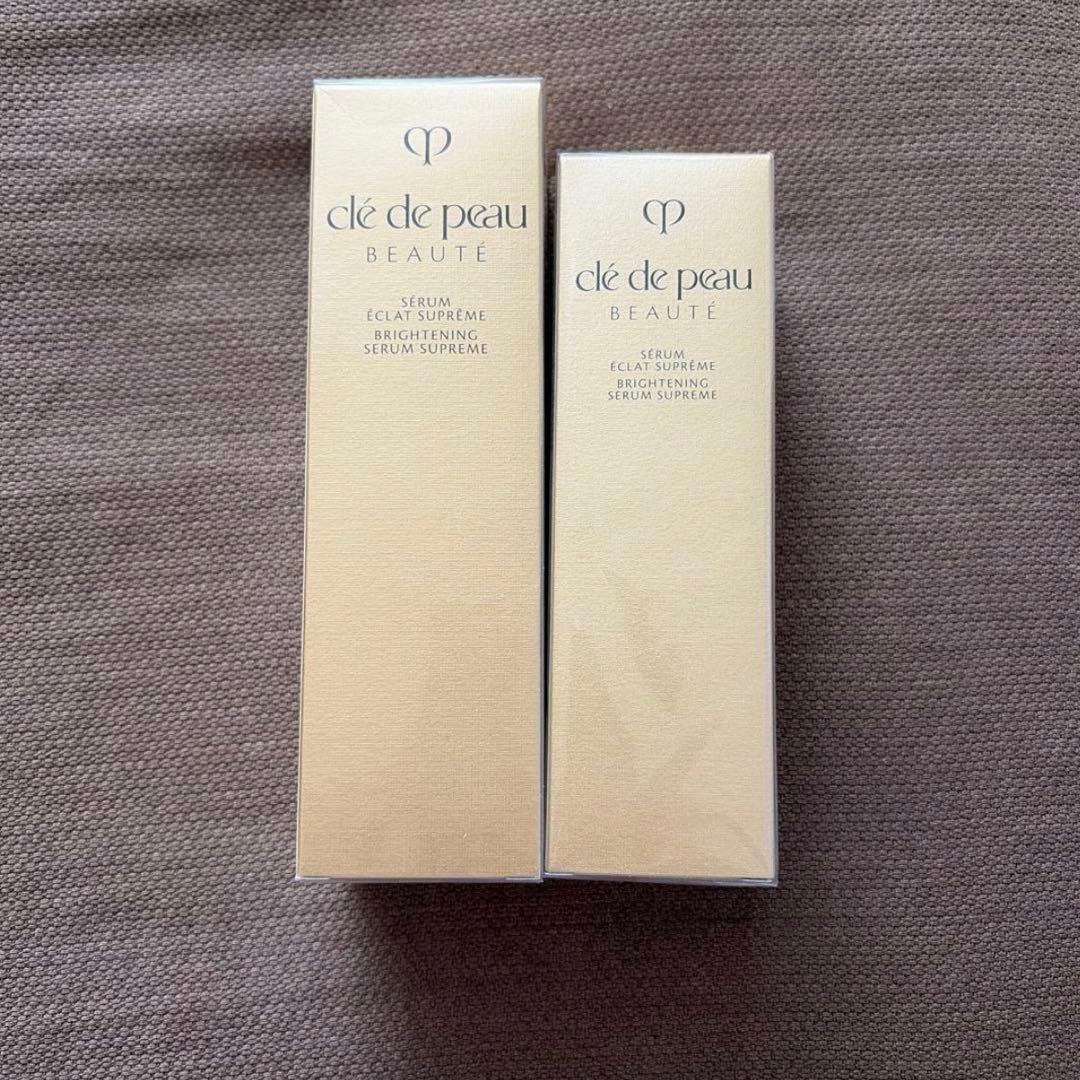 clé de peau
BEAUTÉ
SÉRUM
ÉCLAT SUPRÊME
BRIGHTENING
SERUM SUPREME
clé de peau
BEAUTÉ
SÉRUM
ÉCLAT SUPRÊME
BRIGHTENING
SERUM SUPREME